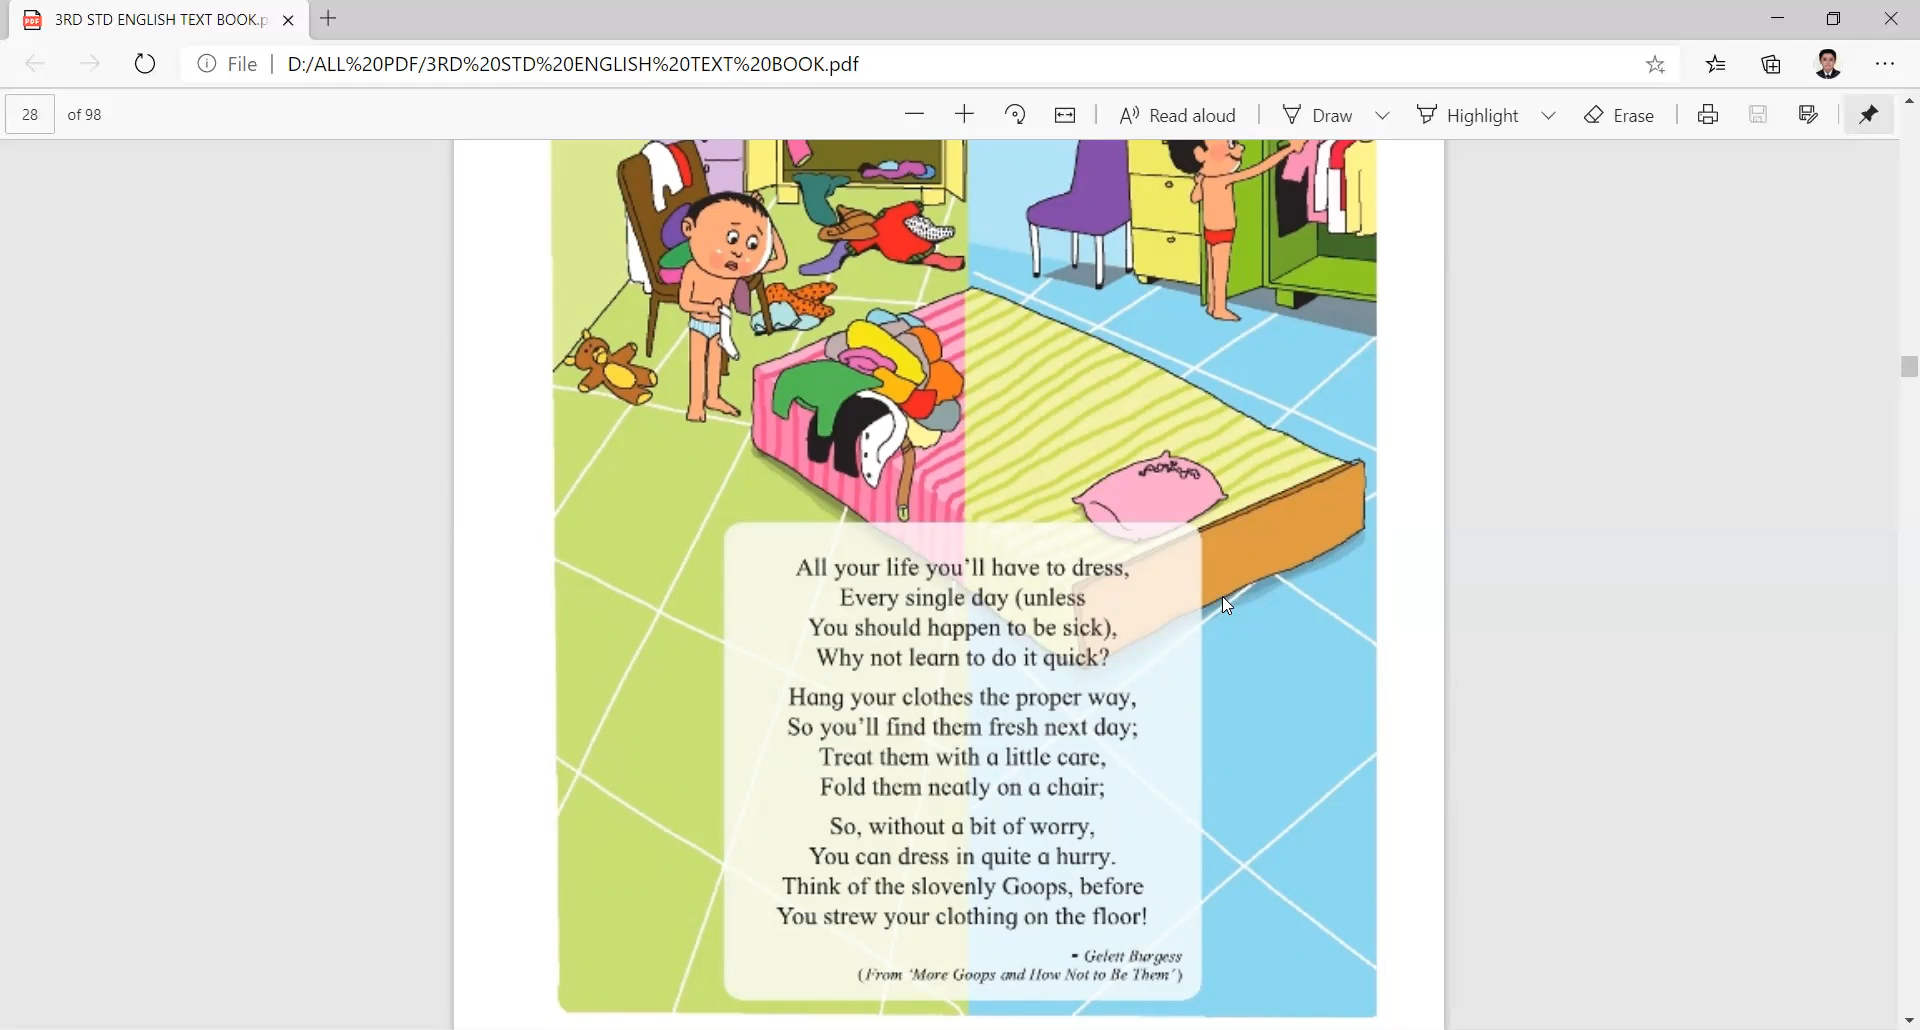 3RD STD ENGLISH TEXT BOOK.p
File D:/ALL%20PDF/3RD%20STD%20ENGLISH%20TEXT%20BOOK.pdf
28 of 98 Read aloud Draw Highlight Erase
All your life you’ll have to dress,
Every single day (unless
You should happen to be sick),
Why not learn to do it quick?
Hang your clothes the proper way,
So you’ll find them fresh next day;
Treat them with a little care,
Fold them neatly on a chair;
So, without a bit of worry,
You can dress in quite a hurry.
Think of the slovenly Goops, before
You strew your clothing on the floor!
- Gelett Burgess
(From ‘More Goops and How Not to Be Them’)